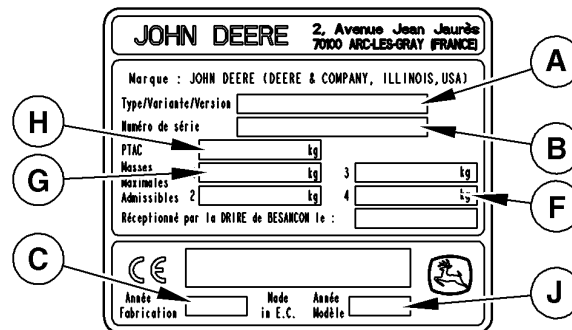 JOHN DEERE
2, Avenue Jean Jaurès
70100 ARC-LES-GRAY (FRANCE)
Marque : JOHN DEERE (DEERE & COMPANY, ILLINOIS,USA)
A
Type/Variante/Version
Numéro de série
B
H
PTAC kg
G
Masses kg 3 kg
Maximales
Admissibles 2 kg 4 kg
F
Réceptionné par la DRIRE de BESANCON le :
C
CE
J
Année Fabrication
Made in E.C.
Année Modèle